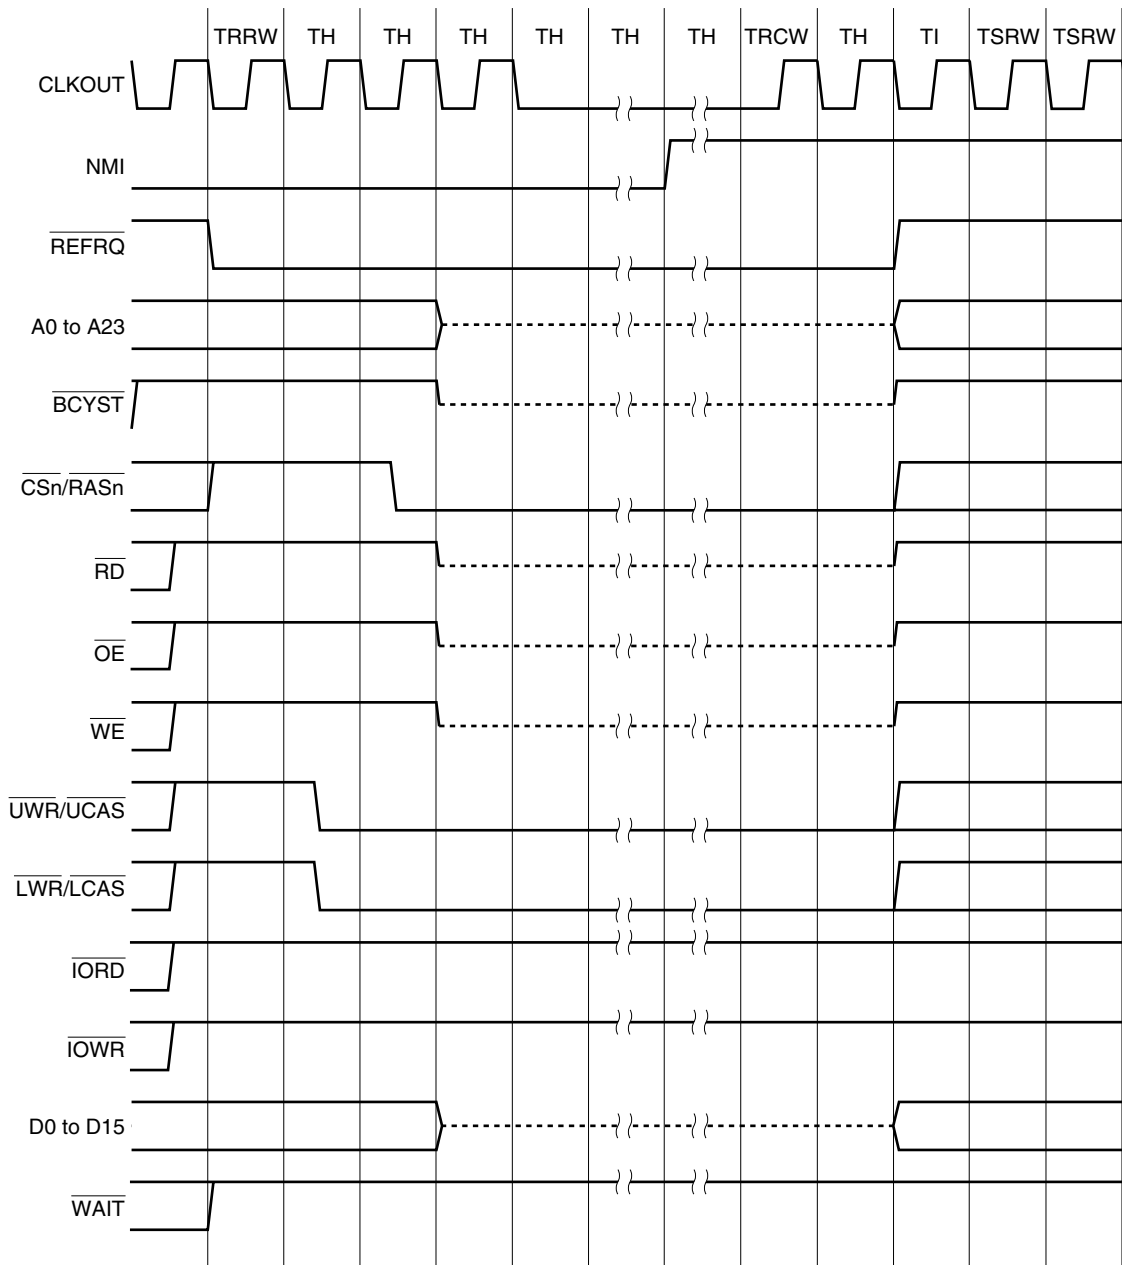 TRRW TH TH TH TH TH TH TRCW TH TI TSRW TSRW
CLKOUT
NMI
REFRQ
A0 to A23
BCYST
CSn/RASn
RD
OE
WE
UWR/UCAS
LWR/LCAS
IORD
IOWR
D0 to D15
WAIT